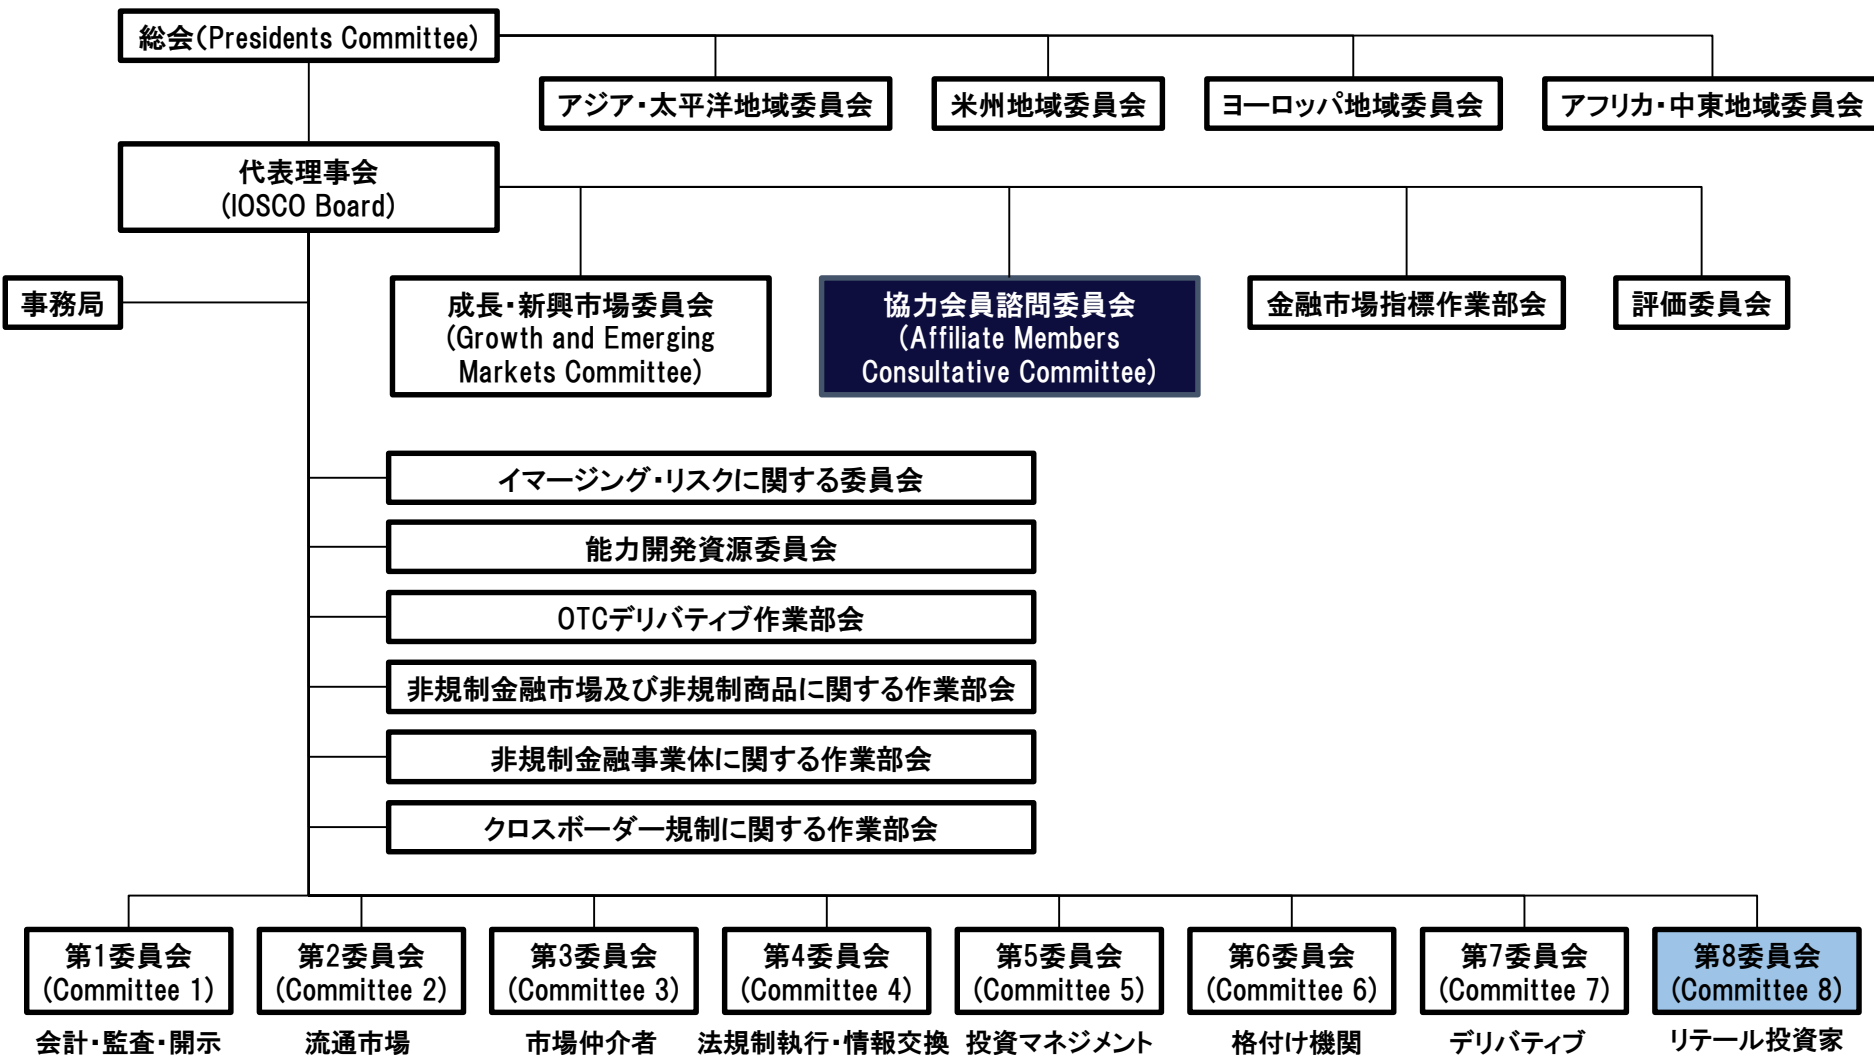 総会(Presidents Committee)
アジア・太平洋地域委員会
米州地域委員会
ヨーロッパ地域委員会
アフリカ・中東地域委員会
代表理事会
(IOSCO Board)
事務局
成長・新興市場委員会
(Growth and Emerging
Markets Committee)
協力会員諮問委員会
(Affiliate Members
Consultative Committee)
金融市場指標作業部会
評価委員会
イマージング・リスクに関する委員会
能力開発資源委員会
OTCデリバティブ作業部会
非規制金融市場及び非規制商品に関する作業部会
非規制金融事業体に関する作業部会
クロスボーダー規制に関する作業部会
第1委員会
(Committee 1)
会計・監査・開示
第2委員会
(Committee 2)
流通市場
第3委員会
(Committee 3)
市場仲介者
第4委員会
(Committee 4)
法規制執行・情報交換
第5委員会
(Committee 5)
投資マネジメント
第6委員会
(Committee 6)
格付け機関
第7委員会
(Committee 7)
デリバティブ
第8委員会
(Committee 8)
リテール投資家